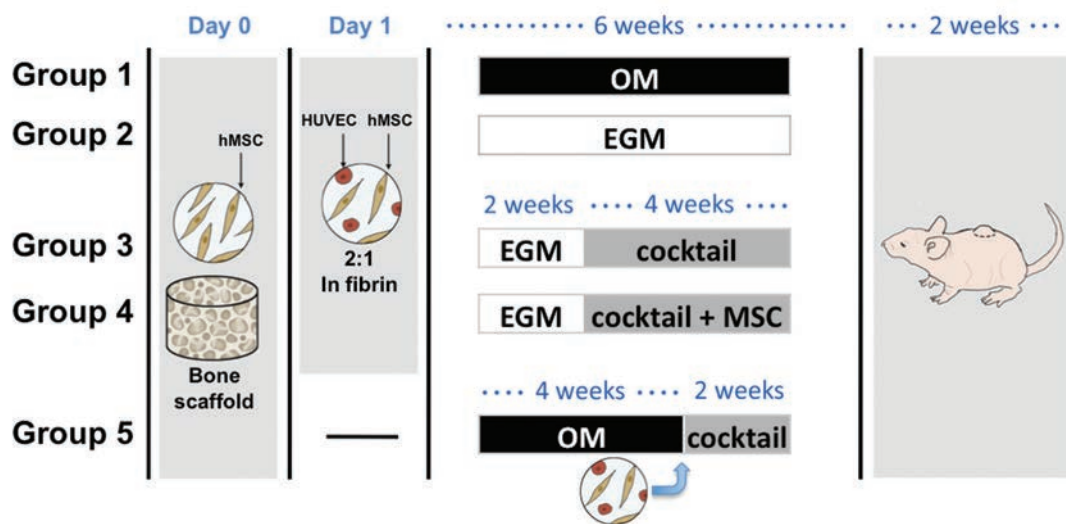 Day 0
Day 1
6 weeks
2 weeks
Group 1
OM
Group 2
EGM
hMSC
HUVEC
hMSC
2:1
In fibrin
2 weeks
4 weeks
Group 3
EGM
cocktail
Group 4
EGM
cocktail + MSC
Bone
scaffold
4 weeks
2 weeks
Group 5
OM
cocktail